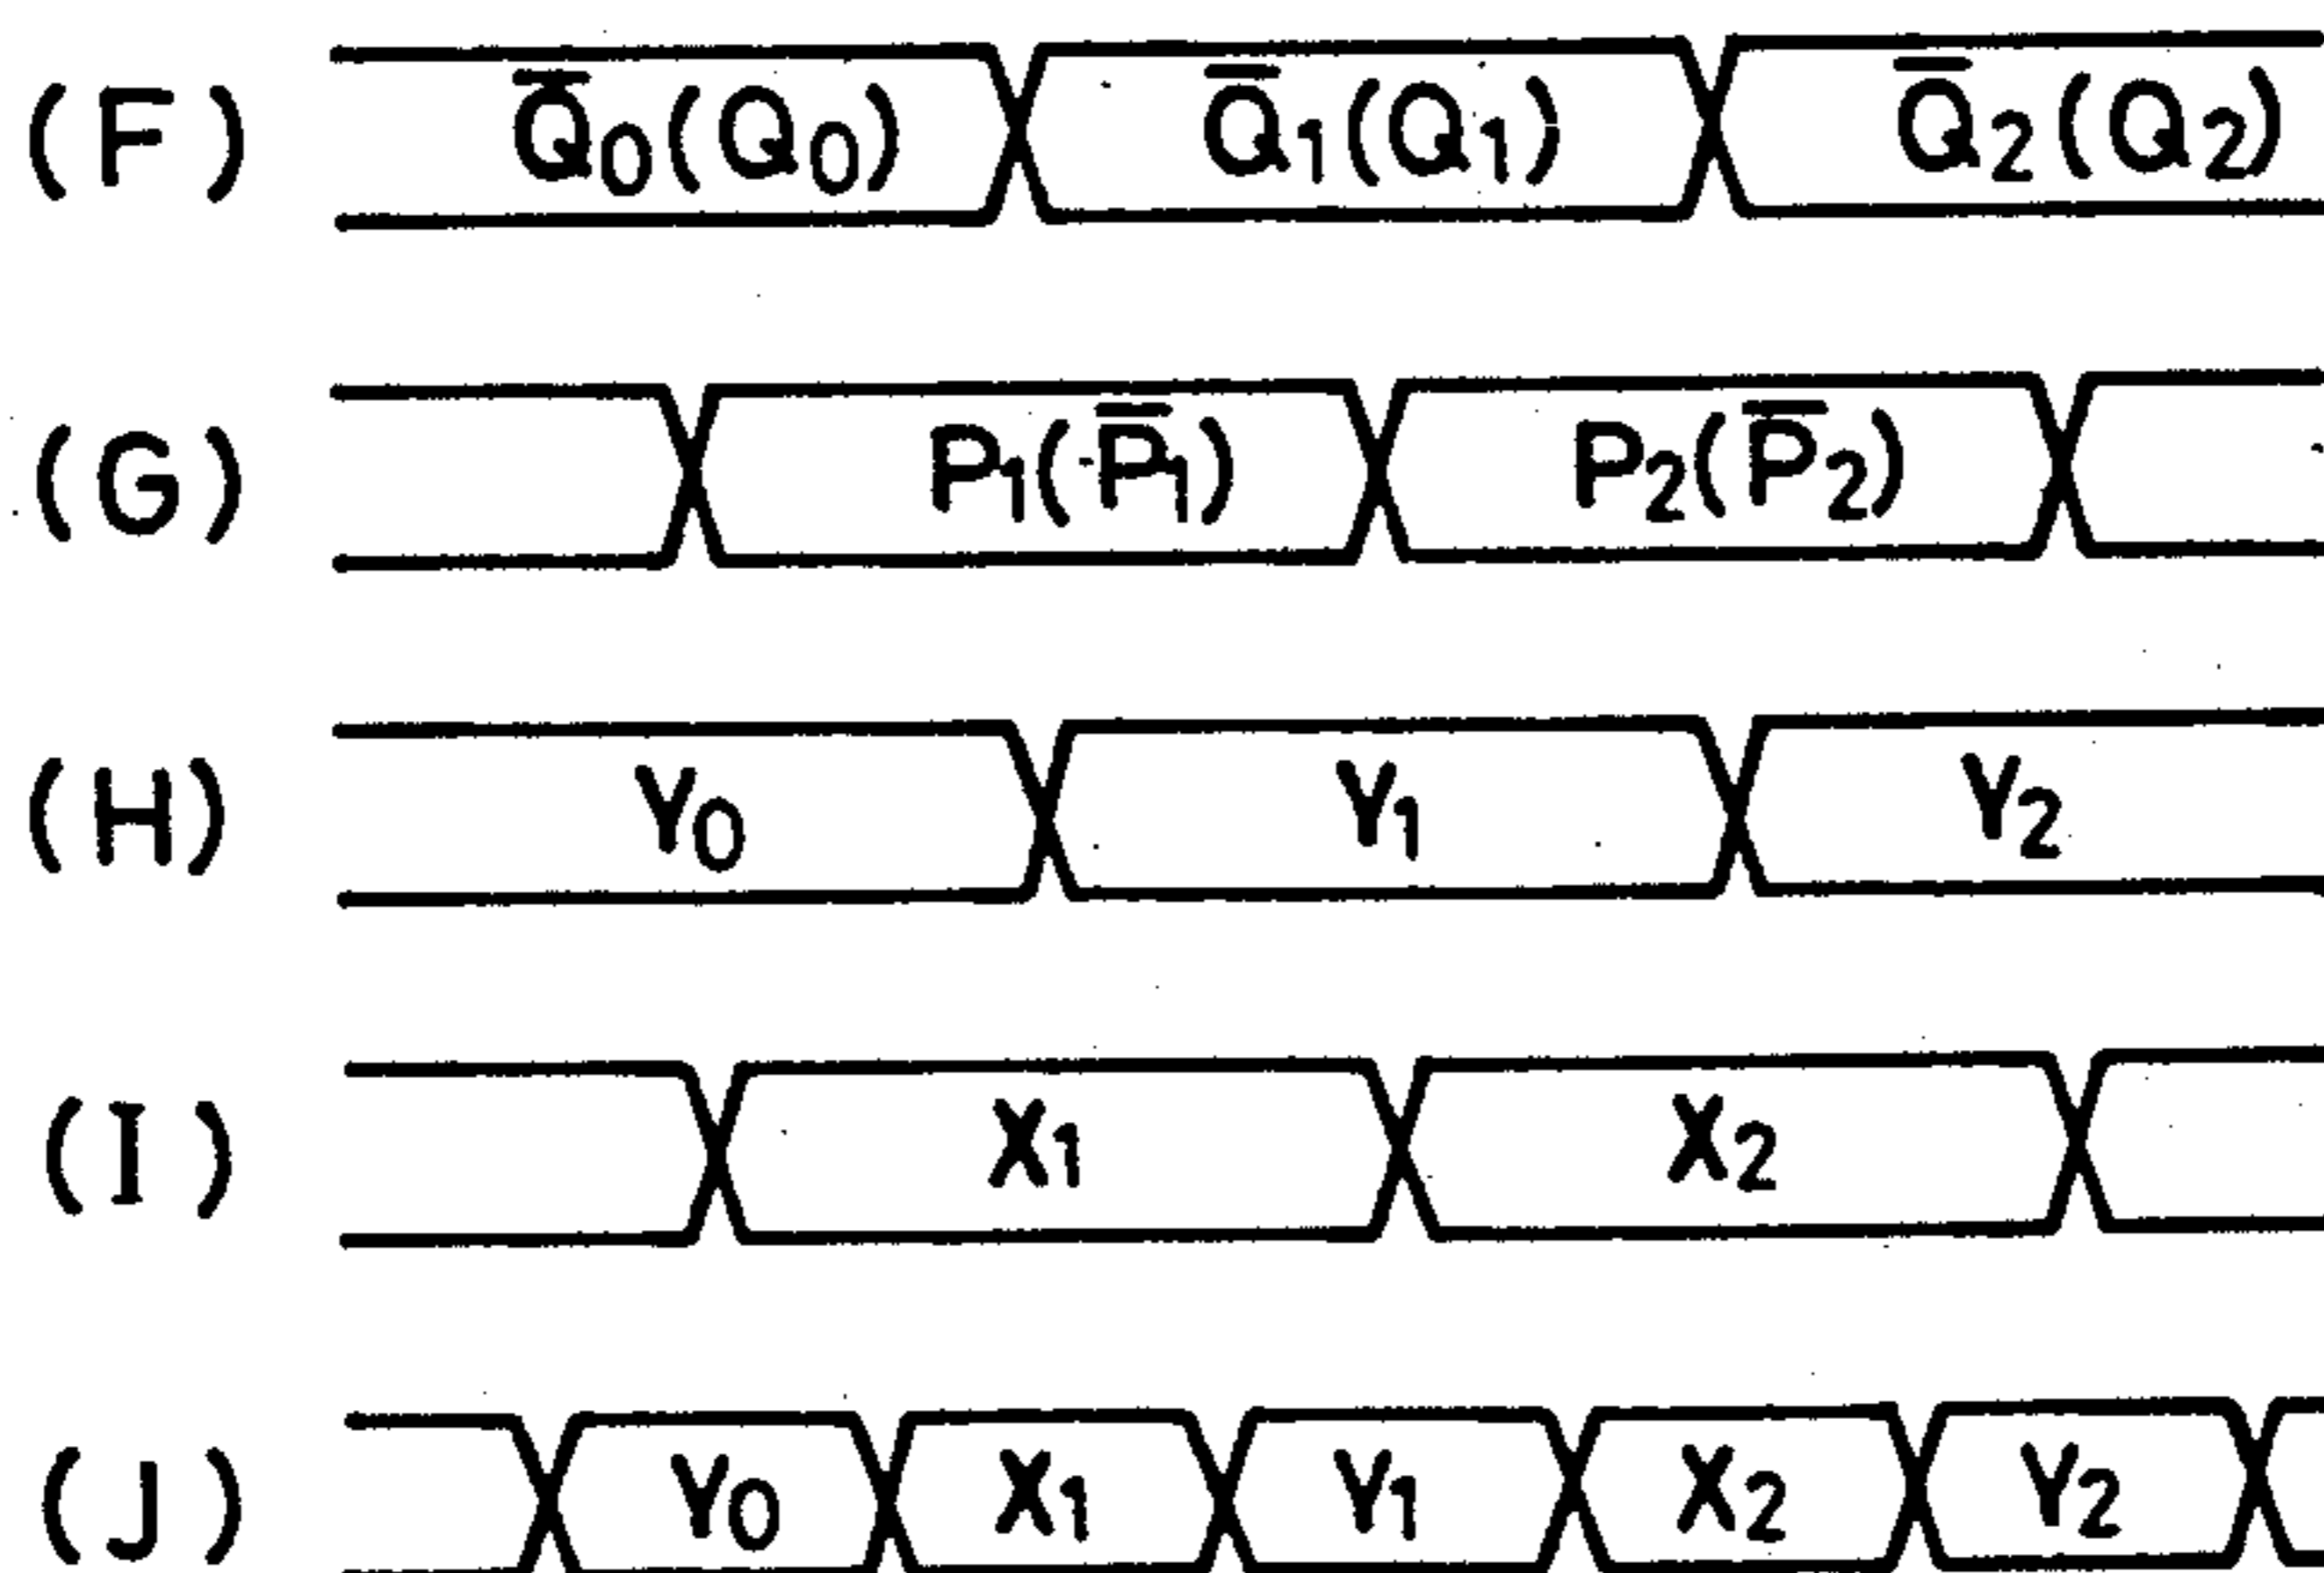 (F) Q̅0(Q0) Q̅1(Q1) Q̅2(Q2)
(G) P1(P̅1) P2(P̅2)
(H) Y0 Y1 Y2
(I) X1 X2
(J) Y0 X1 Y1 X2 Y2